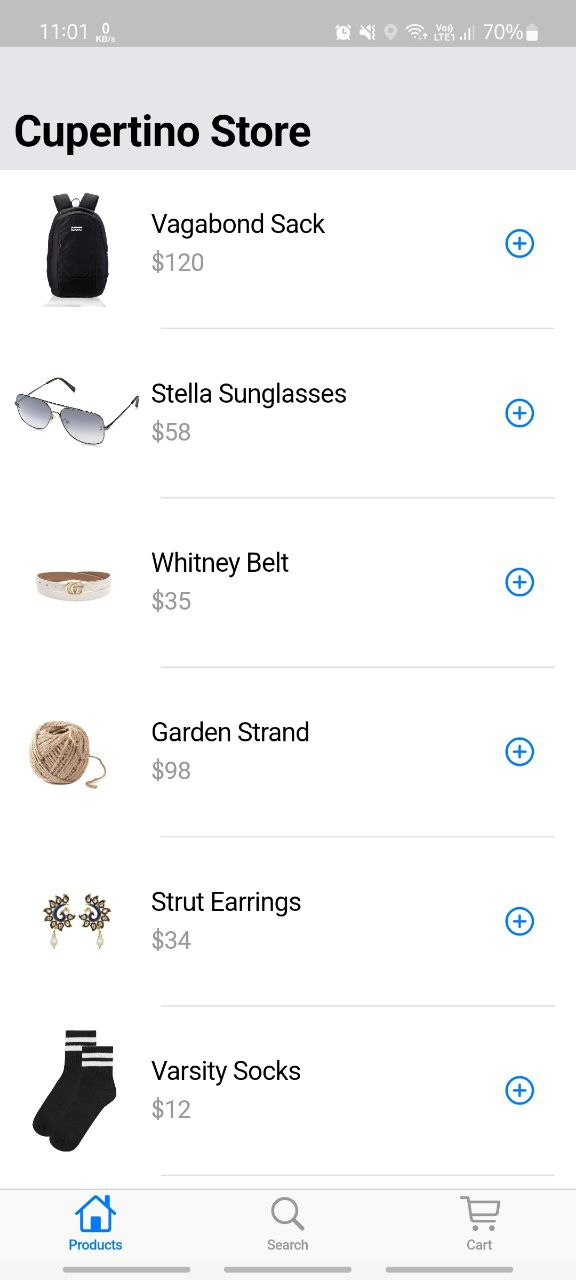 11:01 0 KB/s Vo)) LTE1 70%
Cupertino Store
Vagabond Sack
$120
Stella Sunglasses
$58
Whitney Belt
$35
Garden Strand
$98
Strut Earrings
$34
Varsity Socks
$12
Products Search Cart